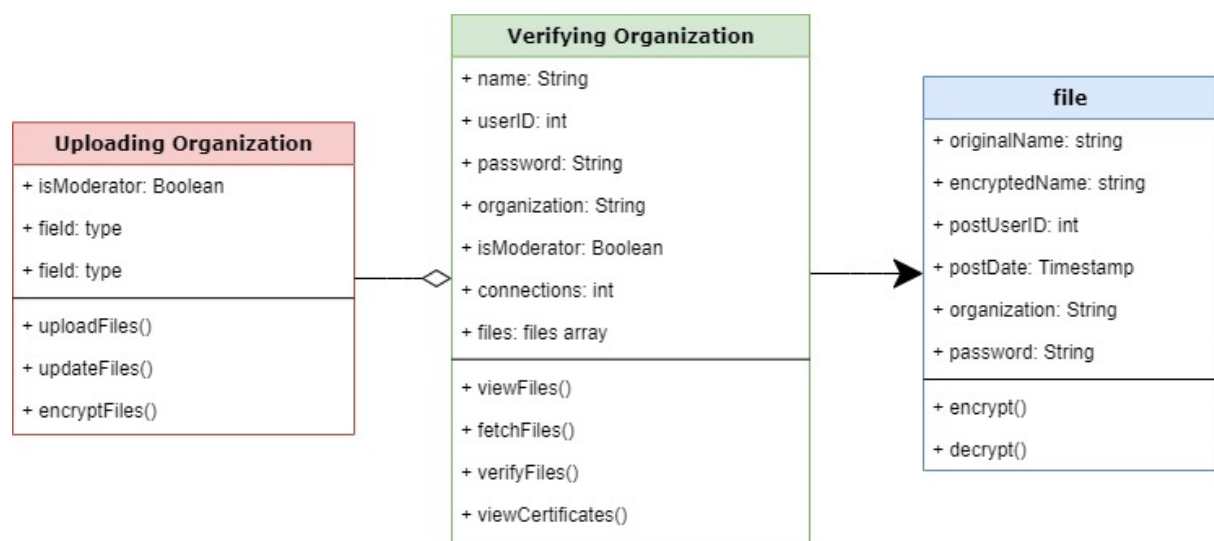 Uploading Organization
+ isModerator: Boolean
+ field: type
+ field: type
+ uploadFiles()
+ updateFiles()
+ encryptFiles()
Verifying Organization
+ name: String
+ userID: int
+ password: String
+ organization: String
+ isModerator: Boolean
+ connections: int
+ files: files array
+ viewFiles()
+ fetchFiles()
+ verifyFiles()
+ viewCertificates()
file
+ originalName: string
+ encryptedName: string
+ postUserID: int
+ postDate: Timestamp
+ organization: String
+ password: String
+ encrypt()
+ decrypt()